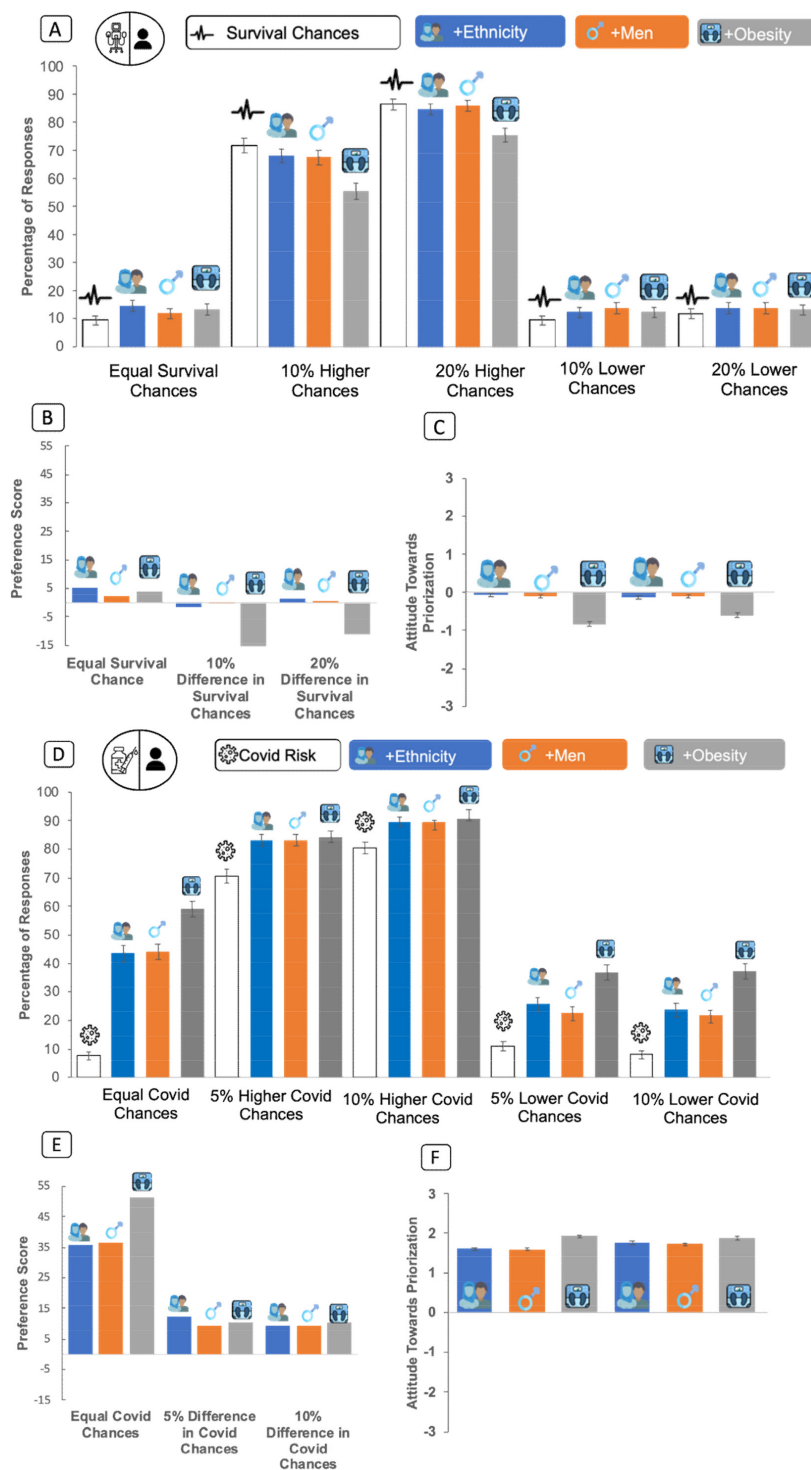 A
Survival Chances
+Ethnicity
+Men
+Obesity
Percentage of Responses
100
90
80
70
60
50
40
30
20
10
0
Equal Survival
Chances
10% Higher
Chances
20% Higher
Chances
10% Lower
Chances
20% Lower
Chances
B
Preference Score
55
45
35
25
15
5
-5
-15
Equal Survival
Chance
10%
Difference in
Survival
Chances
20%
Difference in
Survival
Chances
C
Attitude Towards
Priorization
3
2
1
0
-1
-2
-3
D
Covid Risk
+Ethnicity
+Men
+Obesity
Percentage of Responses
100
90
80
70
60
50
40
30
20
10
0
Equal Covid
Chances
5% Higher Covid
Chances
10% Higher Covid
Chances
5% Lower Covid
Chances
10% Lower Covid
Chances
E
Preference Score
55
45
35
25
15
5
-5
-15
Equal Covid
Chances
5% Difference
in Covid
Chances
10%
Difference in
Covid
Chances
F
Attitude Towards Priorization
3
2
1
0
-1
-2
-3